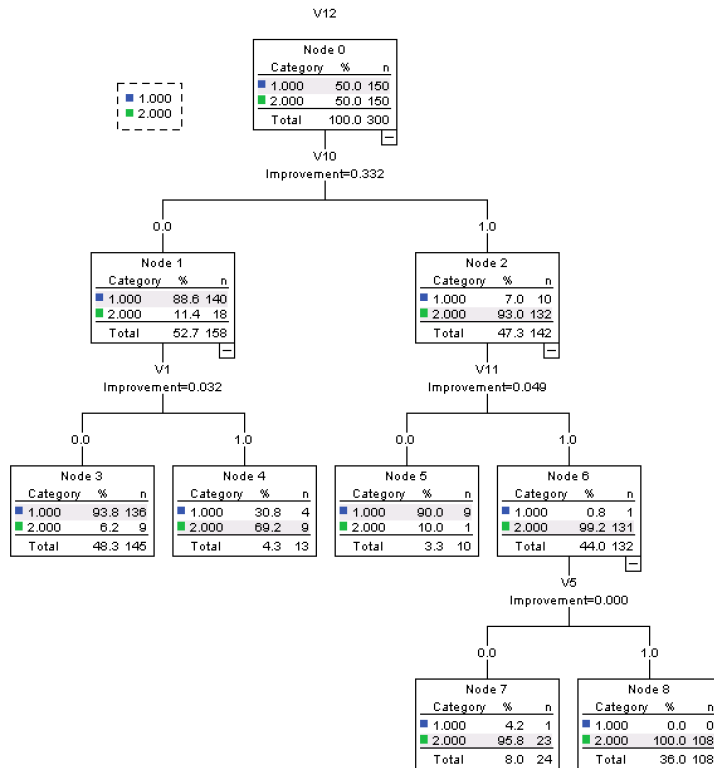 V12
Node 0
Category % n
1.000 50.0 150
2.000 50.0 150
Total 100.0 300
1.000
2.000
V10
Improvement=0.332
0.0 1.0
Node 1
Category % n
1.000 88.6 140
2.000 11.4 18
Total 52.7 158
Node 2
Category % n
1.000 7.0 10
2.000 93.0 132
Total 47.3 142
V1
Improvement=0.032
V11
Improvement=0.049
0.0 1.0
0.0 1.0
Node 3
Category % n
1.000 93.8 136
2.000 6.2 9
Total 48.3 145
Node 4
Category % n
1.000 30.8 4
2.000 69.2 9
Total 4.3 13
Node 5
Category % n
1.000 90.0 9
2.000 10.0 1
Total 3.3 10
Node 6
Category % n
1.000 0.8 1
2.000 99.2 131
Total 44.0 132
V5
Improvement=0.000
0.0 1.0
Node 7
Category % n
1.000 4.2 1
2.000 95.8 23
Total 8.0 24
Node 8
Category % n
1.000 0.0 0
2.000 100.0 108
Total 36.0 108